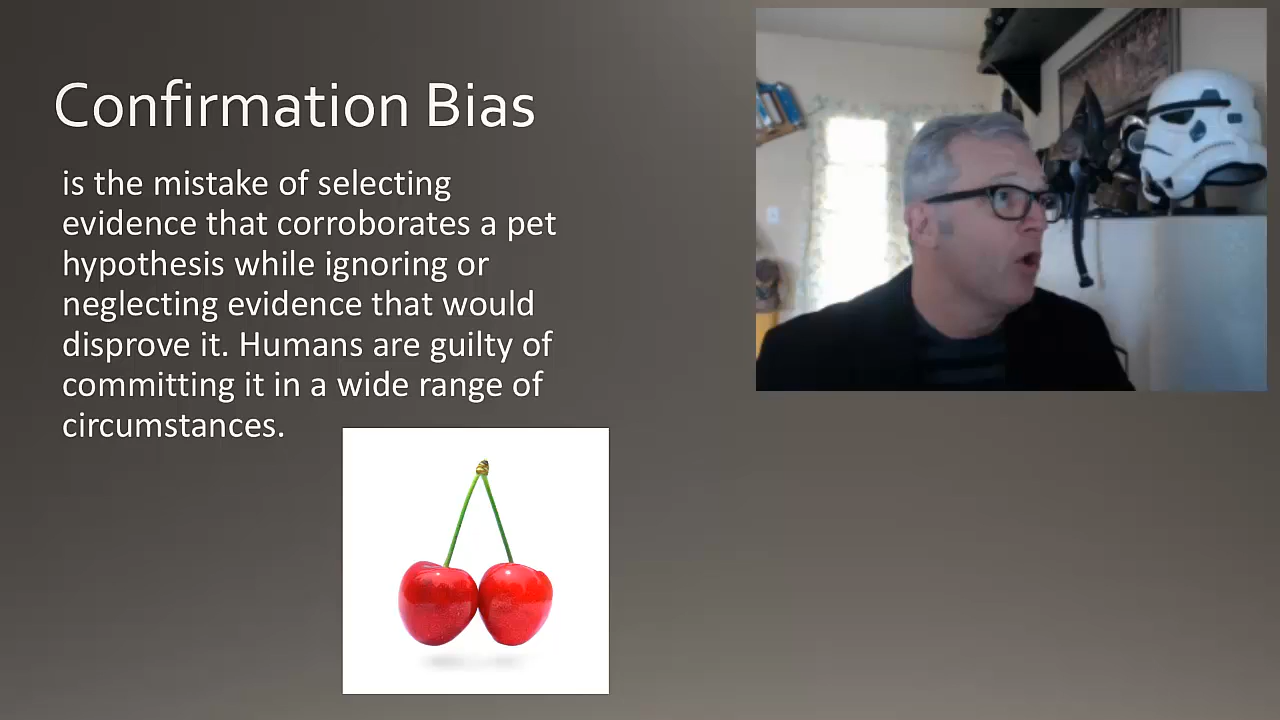 Confirmation Bias
is the mistake of selecting
evidence that corroborates a pet
hypothesis while ignoring or
neglecting evidence that would
disprove it. Humans are guilty of
committing it in a wide range of
circumstances.